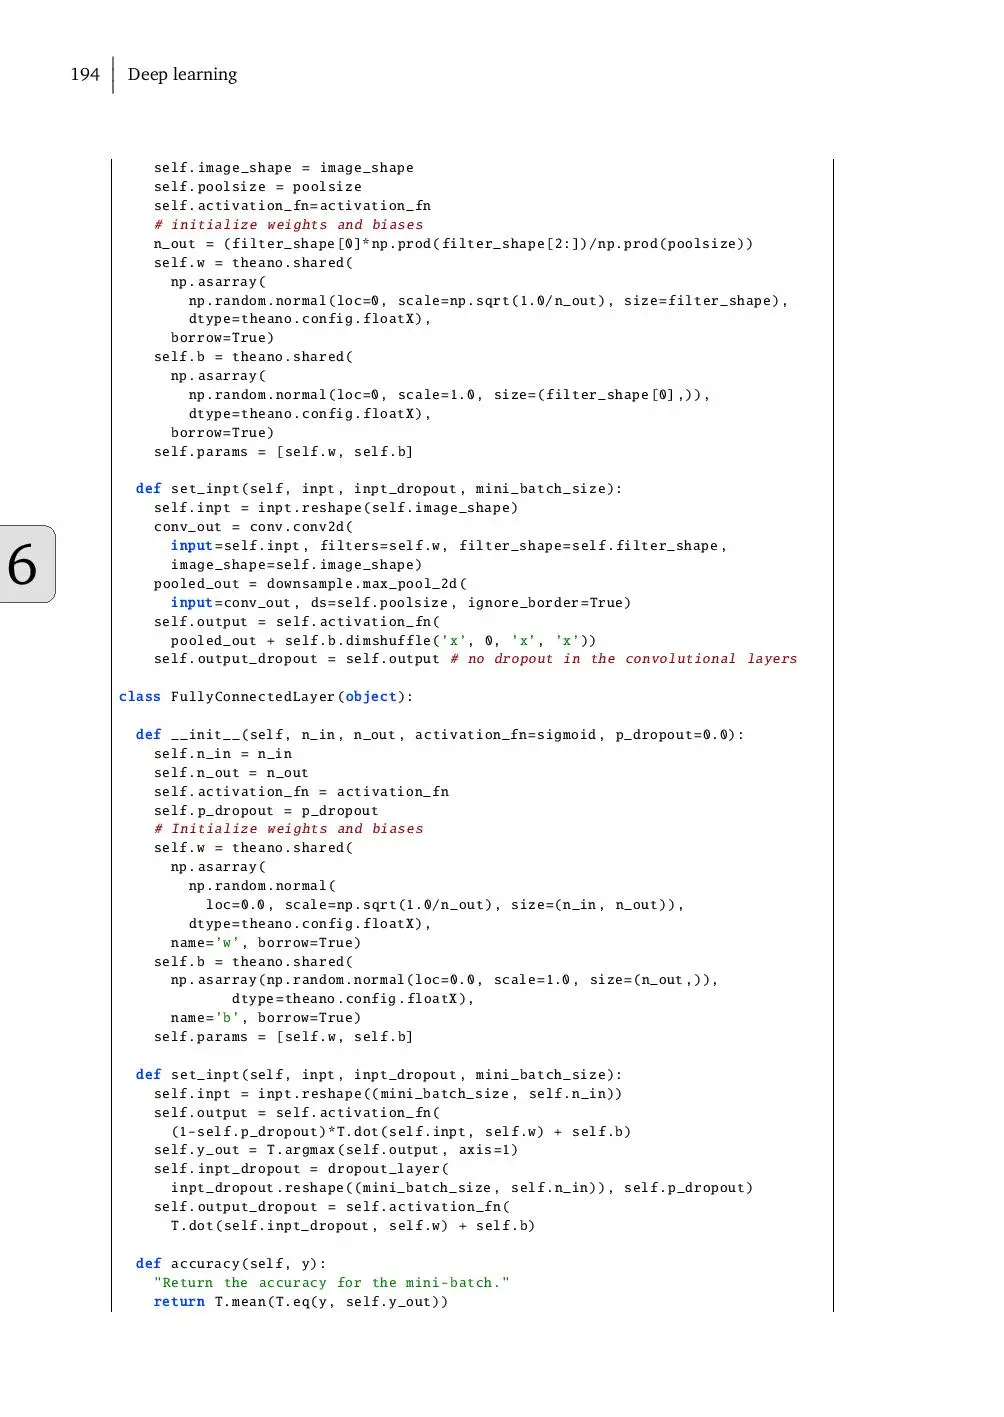 194 Deep learning
self.image_shape = image_shape
self.poolsize = poolsize
self.activation_fn=activation_fn
# initialize weights and biases
n_out = (filter_shape[0]*np.prod(filter_shape[2:])/np.prod(poolsize))
self.w = theano.shared(
np.asarray(
np.random.normal(loc=0, scale=np.sqrt(1.0/n_out), size=filter_shape),
dtype=theano.config.floatX),
borrow=True)
self.b = theano.shared(
np.asarray(
np.random.normal(loc=0, scale=1.0, size=(filter_shape[0],)),
dtype=theano.config.floatX),
borrow=True)
self.params = [self.w, self.b]
def set_inpt(self, inpt, inpt_dropout, mini_batch_size):
self.inpt = inpt.reshape(self.image_shape)
conv_out = conv.conv2d(
input=self.inpt, filters=self.w, filter_shape=self.filter_shape,
image_shape=self.image_shape)
pooled_out = downsample.max_pool_2d(
input=conv_out, ds=self.poolsize, ignore_border=True)
self.output = self.activation_fn(
pooled_out + self.b.dimshuffle('x', 0, 'x', 'x'))
self.output_dropout = self.output # no dropout in the convolutional layers
class FullyConnectedLayer(object):
def __init__(self, n_in, n_out, activation_fn=sigmoid, p_dropout=0.0):
self.n_in = n_in
self.n_out = n_out
self.activation_fn = activation_fn
self.p_dropout = p_dropout
# Initialize weights and biases
self.w = theano.shared(
np.asarray(
np.random.normal(
loc=0.0, scale=np.sqrt(1.0/n_out), size=(n_in, n_out)),
dtype=theano.config.floatX),
name='w', borrow=True)
self.b = theano.shared(
np.asarray(np.random.normal(loc=0.0, scale=1.0, size=(n_out,)),
dtype=theano.config.floatX),
name='b', borrow=True)
self.params = [self.w, self.b]
def set_inpt(self, inpt, inpt_dropout, mini_batch_size):
self.inpt = inpt.reshape((mini_batch_size, self.n_in))
self.output = self.activation_fn(
(1-self.p_dropout)*T.dot(self.inpt, self.w) + self.b)
self.y_out = T.argmax(self.output, axis=1)
self.inpt_dropout = dropout_layer(
inpt_dropout.reshape((mini_batch_size, self.n_in)), self.p_dropout)
self.output_dropout = self.activation_fn(
T.dot(self.inpt_dropout, self.w) + self.b)
def accuracy(self, y):
"Return the accuracy for the mini-batch."
return T.mean(T.eq(y, self.y_out))
6